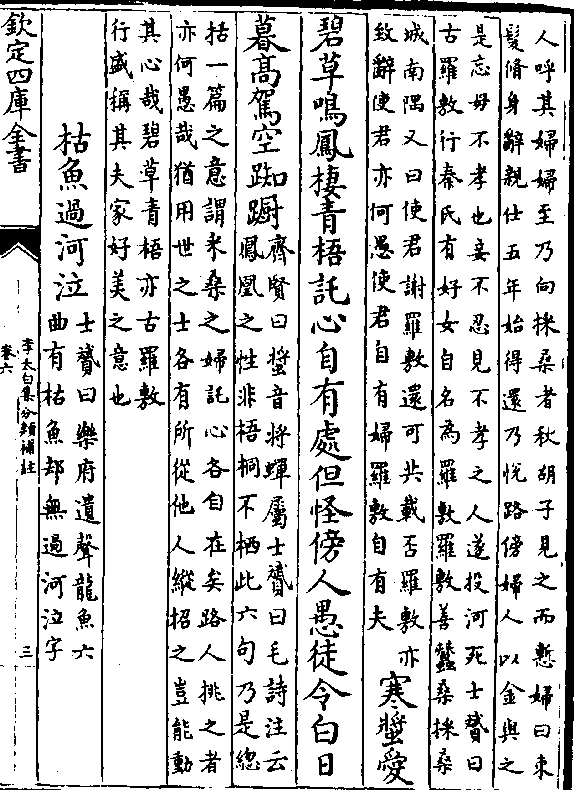 人呼其婦婦至乃向採桑者秋胡子見之而慙婦曰束
髮脩身辭親仕五年始得還乃悅路傍婦人以金與之
是忘母不孝也妾不忍見不孝之人遂投河死士贇曰
古羅敷行秦氏有好女自名為羅敷羅敷善蠶桑採桑
城南隅又曰使君謝羅敷還可共載否羅敷亦
致辭使君亦何愚使君自有婦羅敷自有夫
寒螿愛
碧草鳴鳳棲青梧託心自有處但怪傍人愚徒令白日
暮高駕空踟蹰
齊賢曰螿音將蟬屬士贇曰毛詩注云
鳳凰之性非梧桐不栖此六句乃是總
括一篇之意謂采桑之婦託心各自在矣路人挑之者
亦何愚哉猶用世之士各有所從他人縱招之豈能動
其心哉碧草青梧亦古羅敷
行盛稱其夫家好美之意也
枯魚過河泣
士贇曰樂府遺聲龍魚六
曲有枯魚却無過河泣字
欽定四庫全書
李太白集分類補註
卷六
三